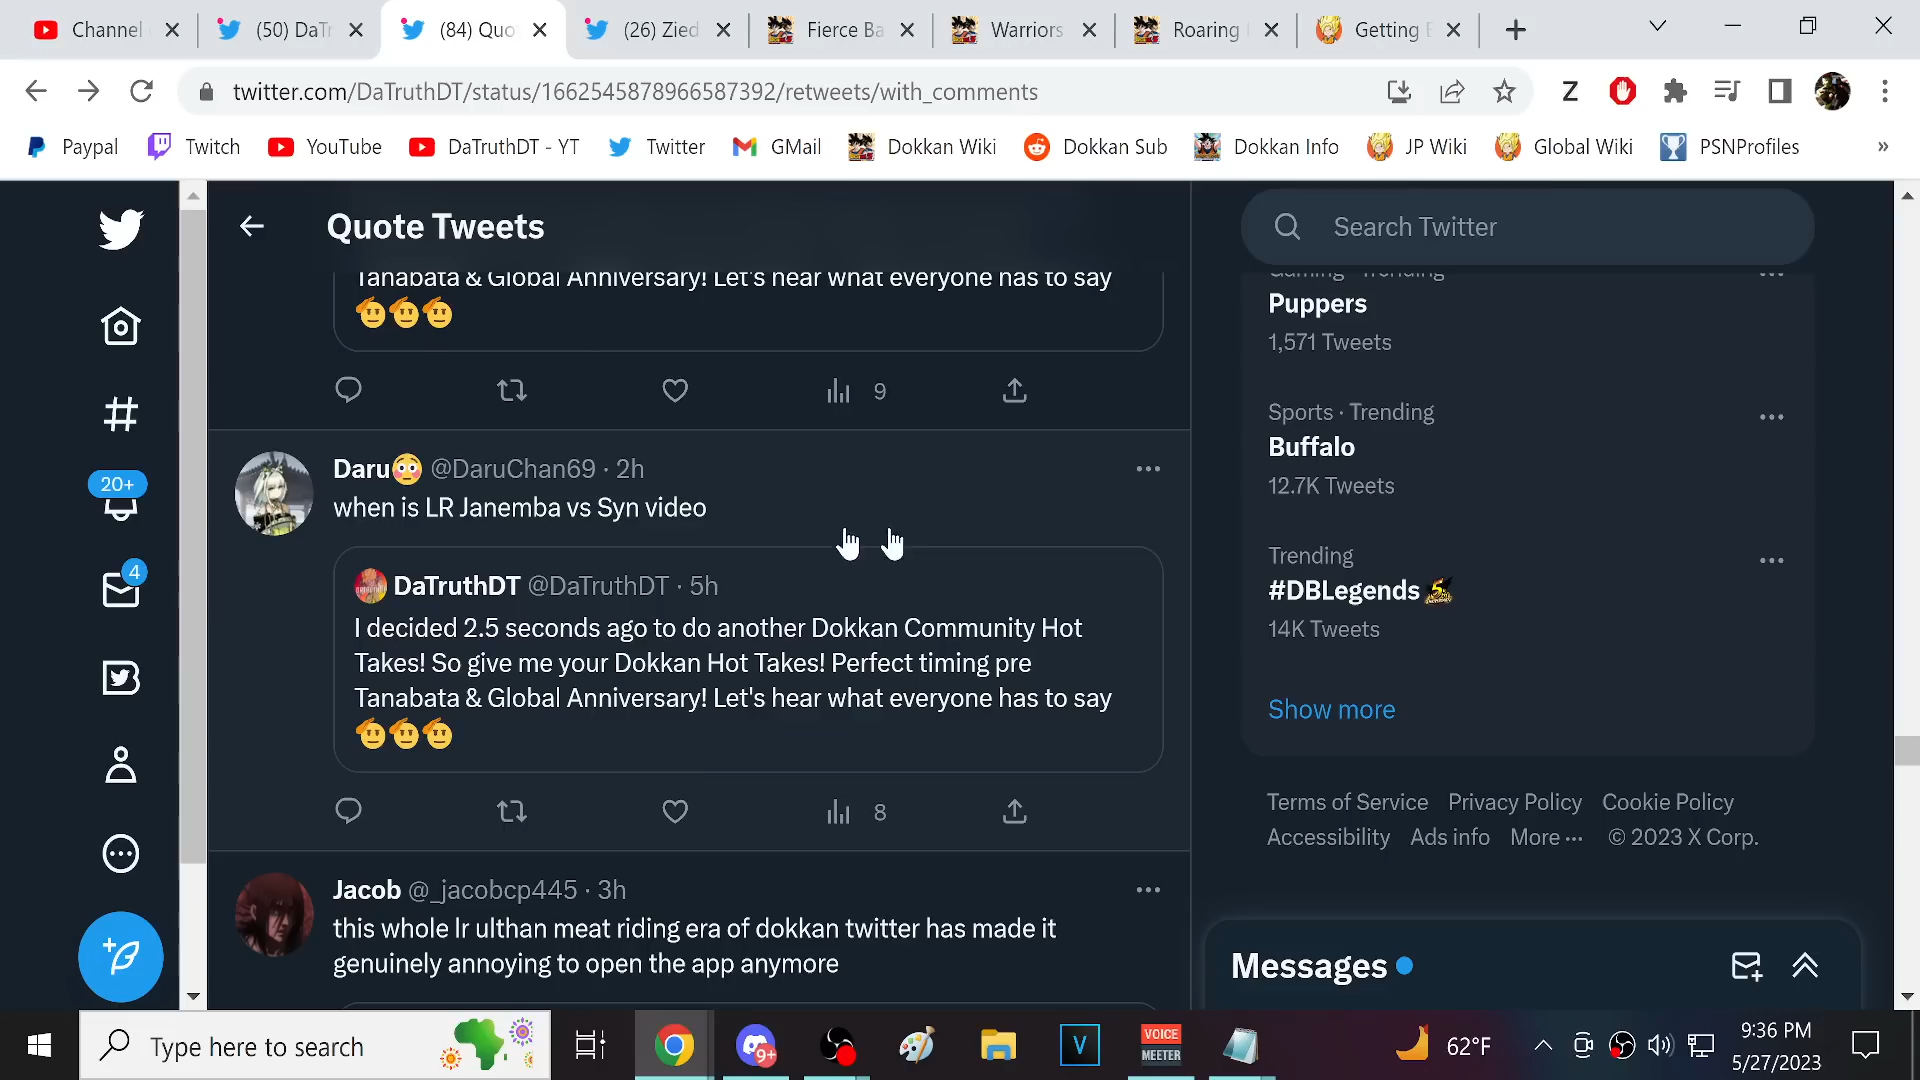 Channel
(50) DaTr
(84) Quo
(26) Zied
Fierce Ba
Warriors
Roaring
Getting
twitter.com/DaTruthDT/status/1662545878966587392/retweets/with_comments
Paypal
Twitch
YouTube
DaTruthDT - YT
Twitter
GMail
Dokkan Wiki
Dokkan Sub
Dokkan Info
JP Wiki
Global Wiki
PSNProfiles
»
Quote Tweets
Tanabata & Global Anniversary! Let's hear what everyone has to say
9
Daru @DaruChan69 · 2h
when is LR Janemba vs Syn video
DaTruthDT @DaTruthDT · 5h
I decided 2.5 seconds ago to do another Dokkan Community Hot
Takes! So give me your Dokkan Hot Takes! Perfect timing pre
Tanabata & Global Anniversary! Let's hear what everyone has to say
8
Jacob @_jacobcp445 · 3h
this whole lr ulthan meat riding era of dokkan twitter has made it
genuinely annoying to open the app anymore
20+
4
Search Twitter
Gaming · Trending
Puppers
1,571 Tweets
Sports · Trending
Buffalo
12.7K Tweets
Trending
#DBLegends
14K Tweets
Show more
Terms of Service Privacy Policy Cookie Policy
Accessibility Ads info More ··· © 2023 X Corp.
Messages
Type here to search
9+
V
VOICE
MEETER
62°F
9:36 PM
5/27/2023